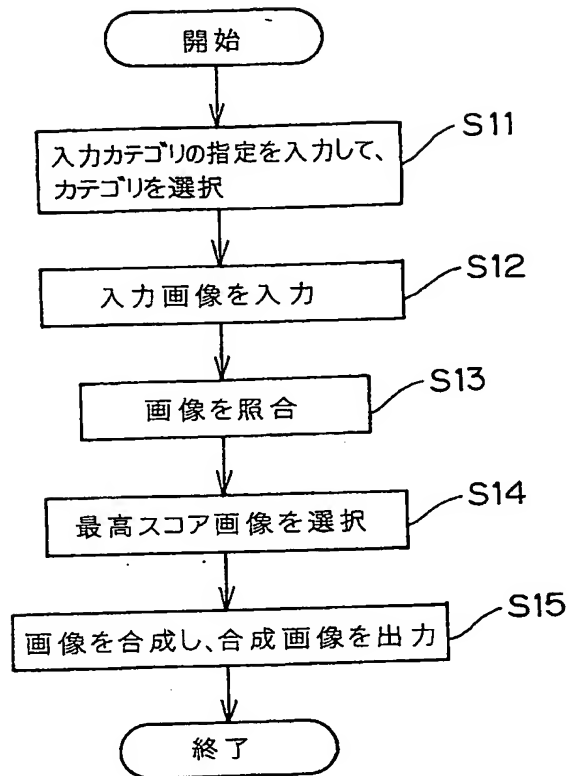 開始
S11
入力カテゴリの指定を入力して、
カテゴリを選択
S12
入力画像を入力
S13
画像を照合
S14
最高スコア画像を選択
S15
画像を合成し、合成画像を出力
終了